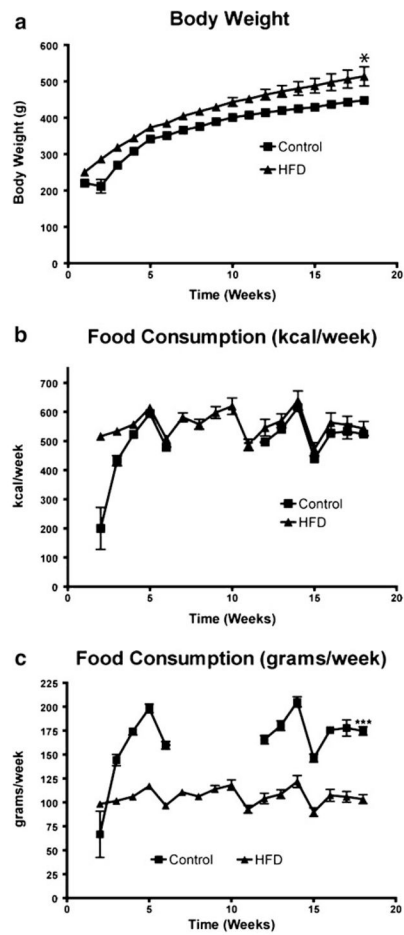 a
Body Weight
600
500
400
300
200
100
0
Body Weight (g)
*
Control
HFD
0 5 10 15 20
Time (Weeks)
b
Food Consumption (kcal/week)
700
600
500
400
300
200
100
0
kcal/week
Control
HFD
0 5 10 15 20
Time (Weeks)
c
Food Consumption (grams/week)
225
200
175
150
125
100
75
50
25
0
grams/week
***
Control HFD
0 5 10 15 20
Time (Weeks)